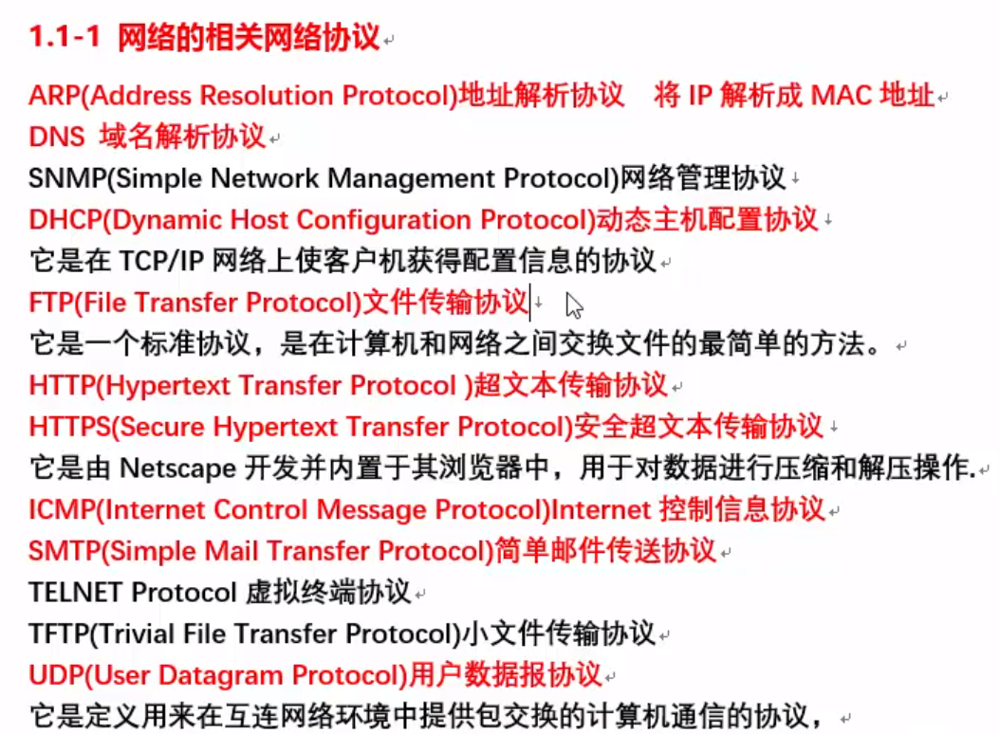 1.1-1 网络的相关网络协议
ARP(Address Resolution Protocol)地址解析协议 将 IP 解析成 MAC 地址
DNS 域名解析协议
SNMP(Simple Network Management Protocol)网络管理协议
DHCP(Dynamic Host Configuration Protocol)动态主机配置协议
它是在 TCP/IP 网络上使客户机获得配置信息的协议
FTP(File Transfer Protocol)文件传输协议
它是一个标准协议，是在计算机和网络之间交换文件的最简单的方法。
HTTP(Hypertext Transfer Protocol )超文本传输协议
HTTPS(Secure Hypertext Transfer Protocol)安全超文本传输协议
它是由 Netscape 开发并内置于其浏览器中，用于对数据进行压缩和解压操作.
ICMP(Internet Control Message Protocol)Internet 控制信息协议
SMTP(Simple Mail Transfer Protocol)简单邮件传送协议
TELNET Protocol 虚拟终端协议
TFTP(Trivial File Transfer Protocol)小文件传输协议
UDP(User Datagram Protocol)用户数据报协议
它是定义用来在互连网络环境中提供包交换的计算机通信的协议，